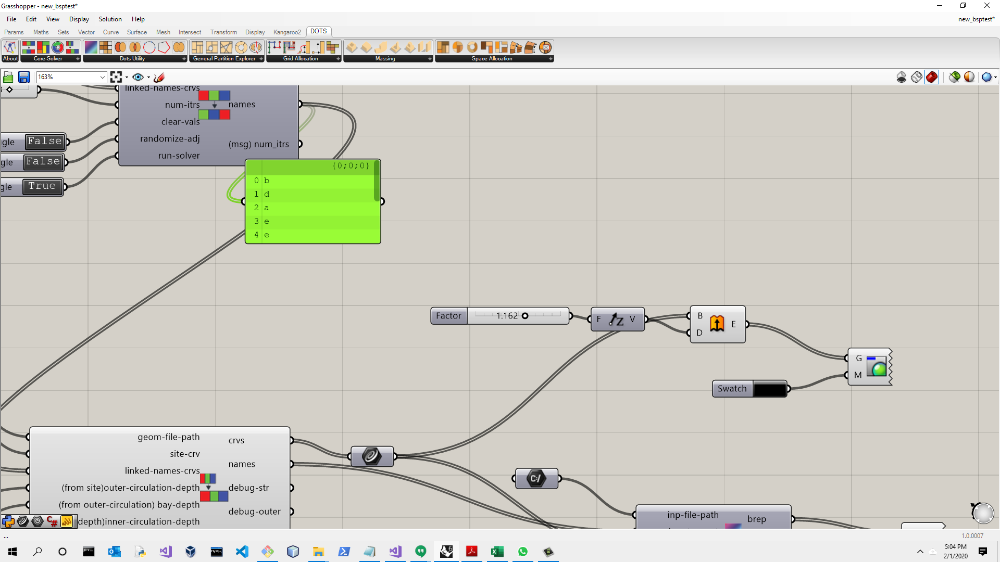 Grasshopper - new_bsptest*
File Edit View Display Solution Help new_bsptest*
Params Maths Sets Vector Curve Surface Mesh Intersect Transform Display Kangaroo2 DOTS
About Core-Solver Dots Utility General Partition Explorer Grid Allocation Massing Space Allocation
163%
linked-names-crvs
num-itrs names
clear-vals
randomize-adj (msg) num_itrs
run-solver
gle False
gle False
gle True
{0;0;0}
0 b
1 d
2 a
3 e
4 e
Factor 1.162
F Z V
B
D E
G
M
Swatch
geom-file-path crvs
site-crv
linked-names-crvs names
(from site)outer-circulation-depth debug-str
(from outer-circulation) bay-depth
depth)inner-circulation-depth debug-outer
C:/
inp-file-path brep
C#
...
1.0.0007
MySQL
6
5:04 PM
2/1/2020